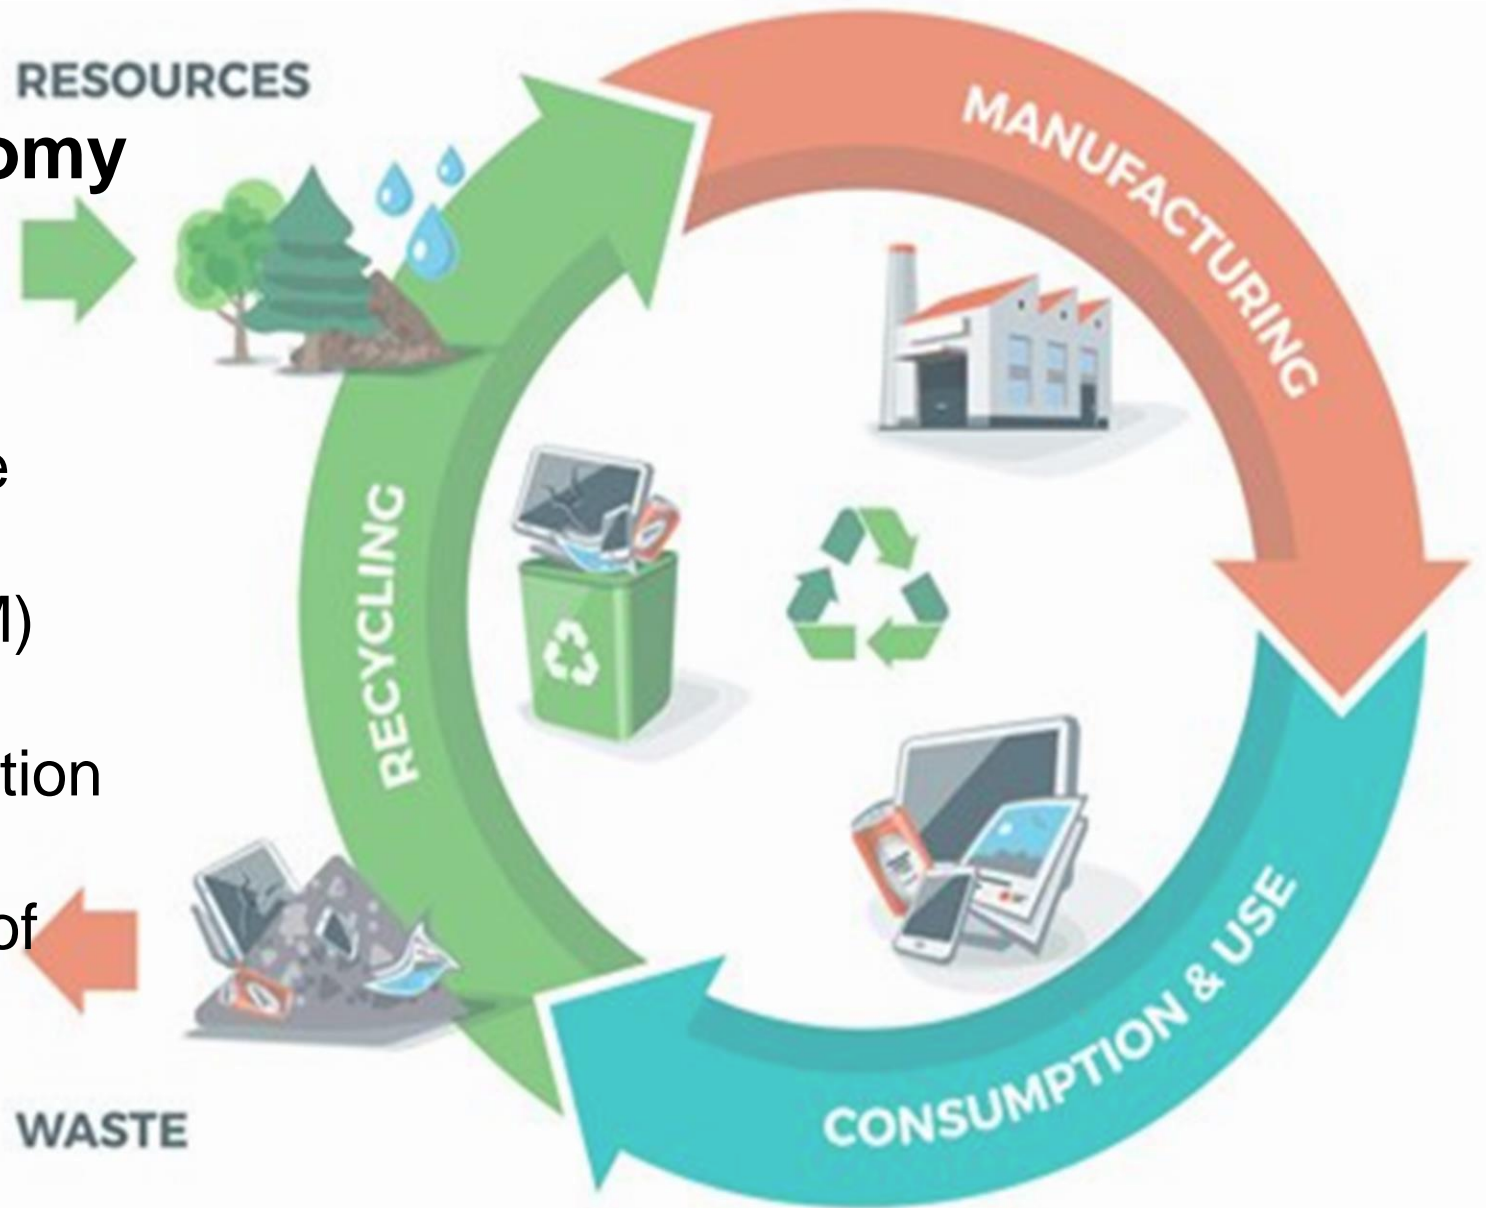 RESOURCES
omy
MANUFACTURING
e
RECYCLING
M)
tion
of
CONSUMPTION & USE
WASTE